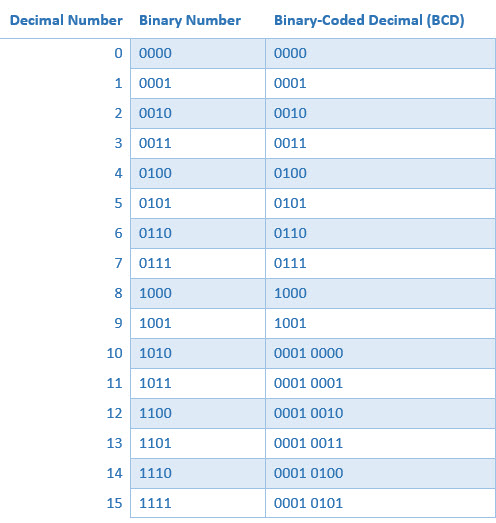 Decimal Number Binary Number Binary-Coded Decimal (BCD)
0 0000 0000
1 0001 0001
2 0010 0010
3 0011 0011
4 0100 0100
5 0101 0101
6 0110 0110
7 0111 0111
8 1000 1000
9 1001 1001
10 1010 0001 0000
11 1011 0001 0001
12 1100 0001 0010
13 1101 0001 0011
14 1110 0001 0100
15 1111 0001 0101